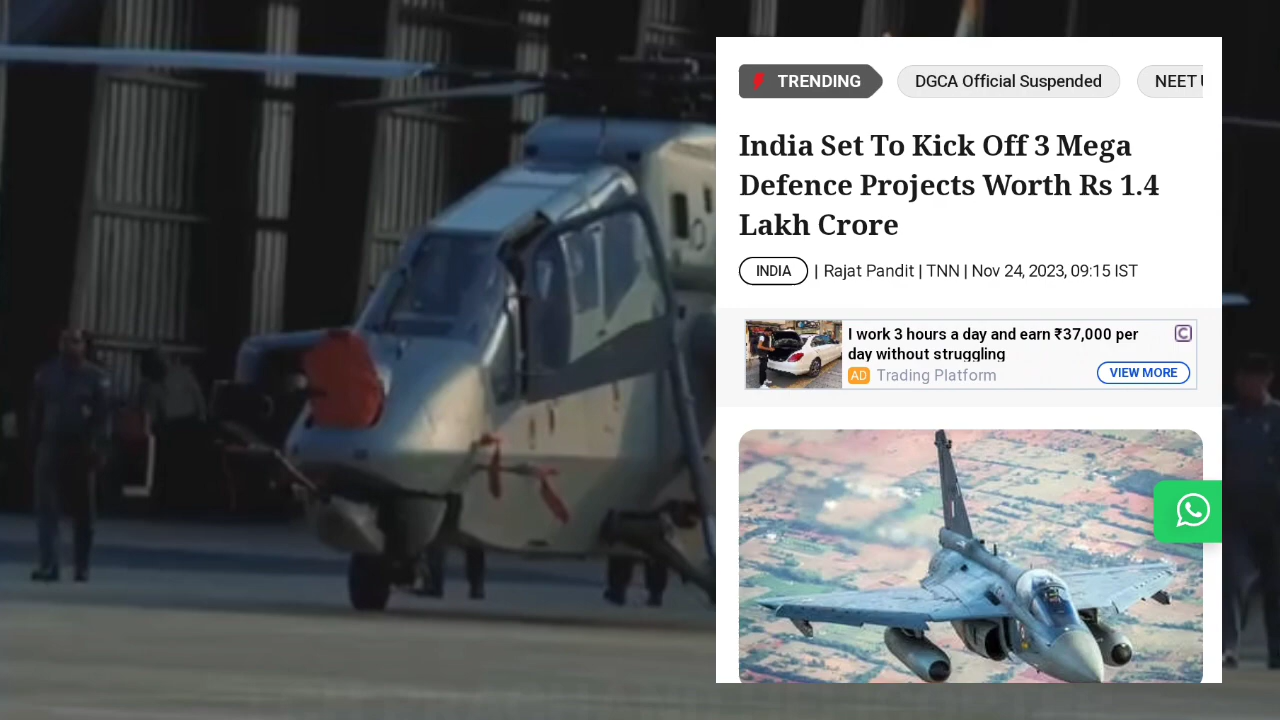 TRENDING
DGCA Official Suspended
NEET
India Set To Kick Off 3 Mega
Defence Projects Worth Rs 1.4
Lakh Crore
INDIA | Rajat Pandit | TNN | Nov 24, 2023, 09:15 IST
I work 3 hours a day and earn ₹37,000 per
day without struggling
AD Trading Platform
VIEW MORE